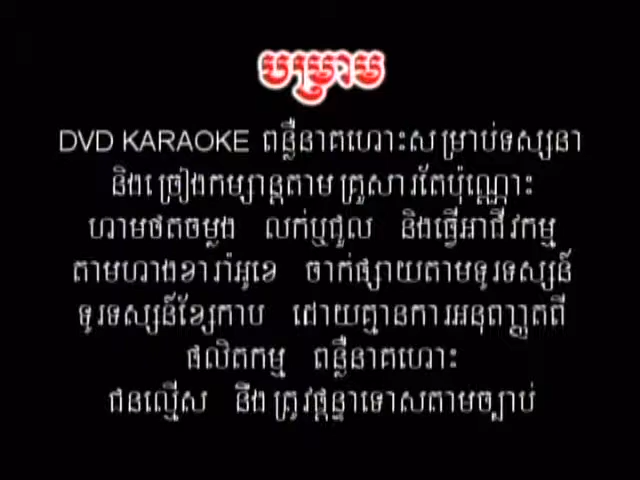 បម្រាម
DVD KARAOKE ពន្លឺនាគហោះសម្រាប់ទស្សនា
និងច្រៀងកម្សាន្តតាមគ្រួសារតែប៉ុណ្ណោះ
ហាមថតចម្លង លក់ឬជួល និងធ្វើអាជីវកម្ម
តាមហាងខារ៉ាអូខេ ចាក់ផ្សាយតាមទូរទស្សន៍
ទូរទស្សន៍ខ្សែកាប ដោយគ្មានការអនុញ្ញាតពី
ផលិតកម្ម ពន្លឺនាគហោះ
ជនល្មើស នឹងត្រូវផ្តន្ទាទោសតាមច្បាប់